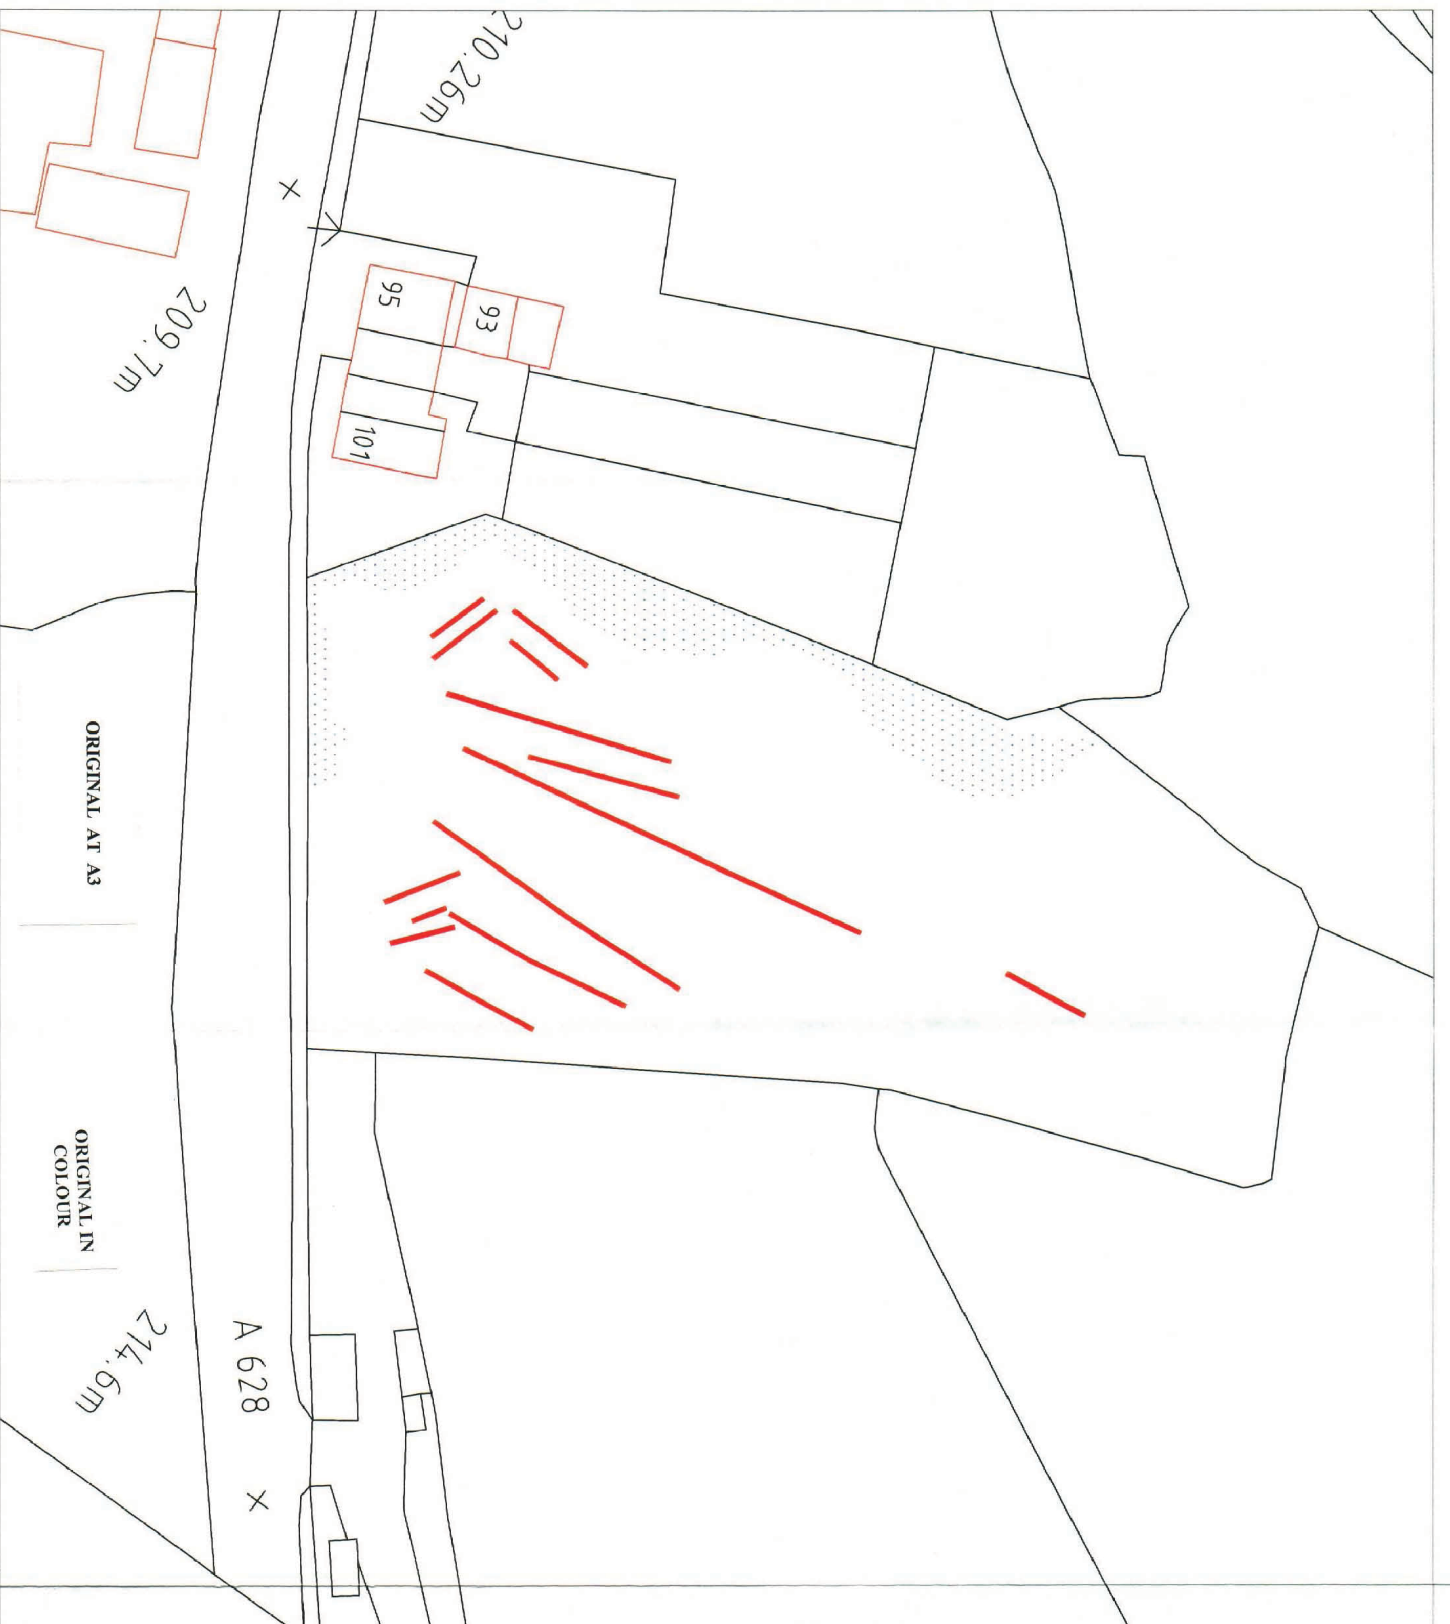 210.26m
95
93
101
209.7m
ORIGINAL AT A3
ORIGINAL IN
COLOUR
214.6m
A 628